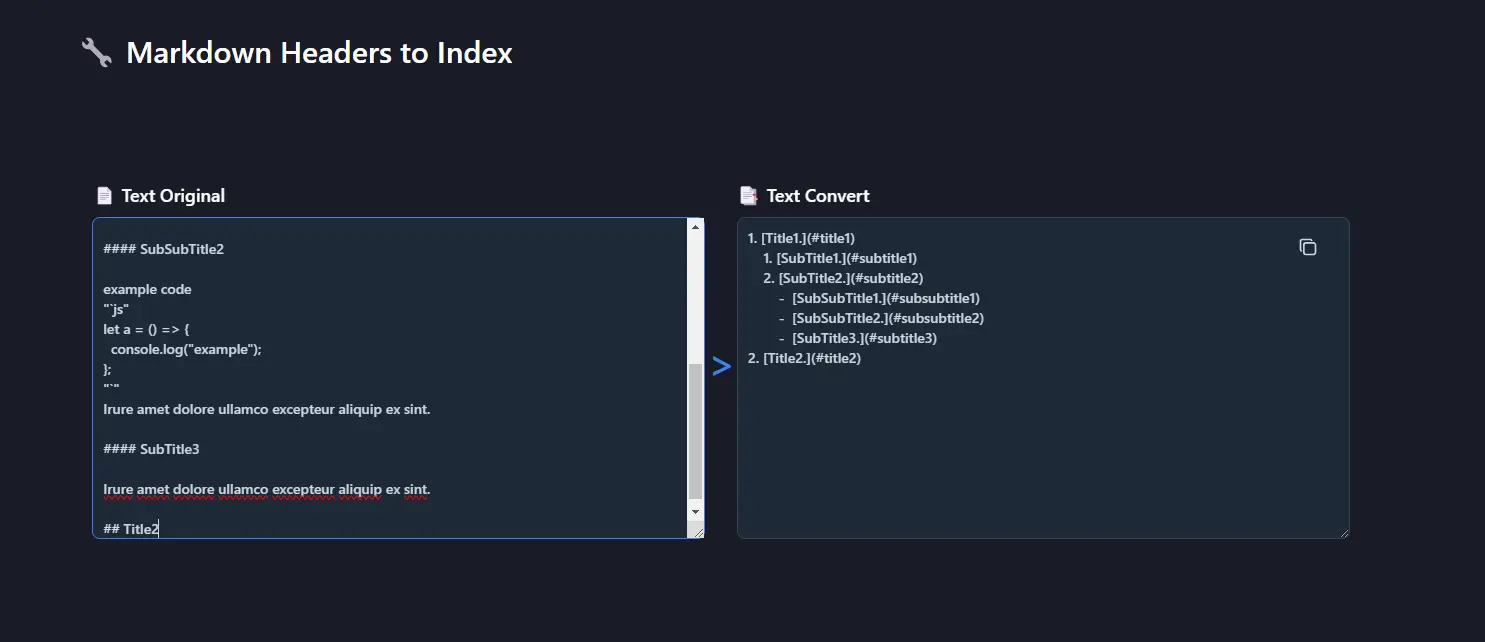 Markdown Headers to Index
Text Original
#### SubSubTitle2
example code
"`js"
let a = () => {
  console.log("example");
};
"`"
Irure amet dolore ullamco excepteur aliquip ex sint.
#### SubTitle3
Irure amet dolore ullamco excepteur aliquip ex sint.
## Title2
>
Text Convert
1. [Title1.](#title1)
    1. [SubTitle1.](#subtitle1)
    2. [SubTitle2.](#subtitle2)
        - [SubSubTitle1.](#subsubtitle1)
        - [SubSubTitle2.](#subsubtitle2)
        - [SubTitle3.](#subtitle3)
2. [Title2.](#title2)